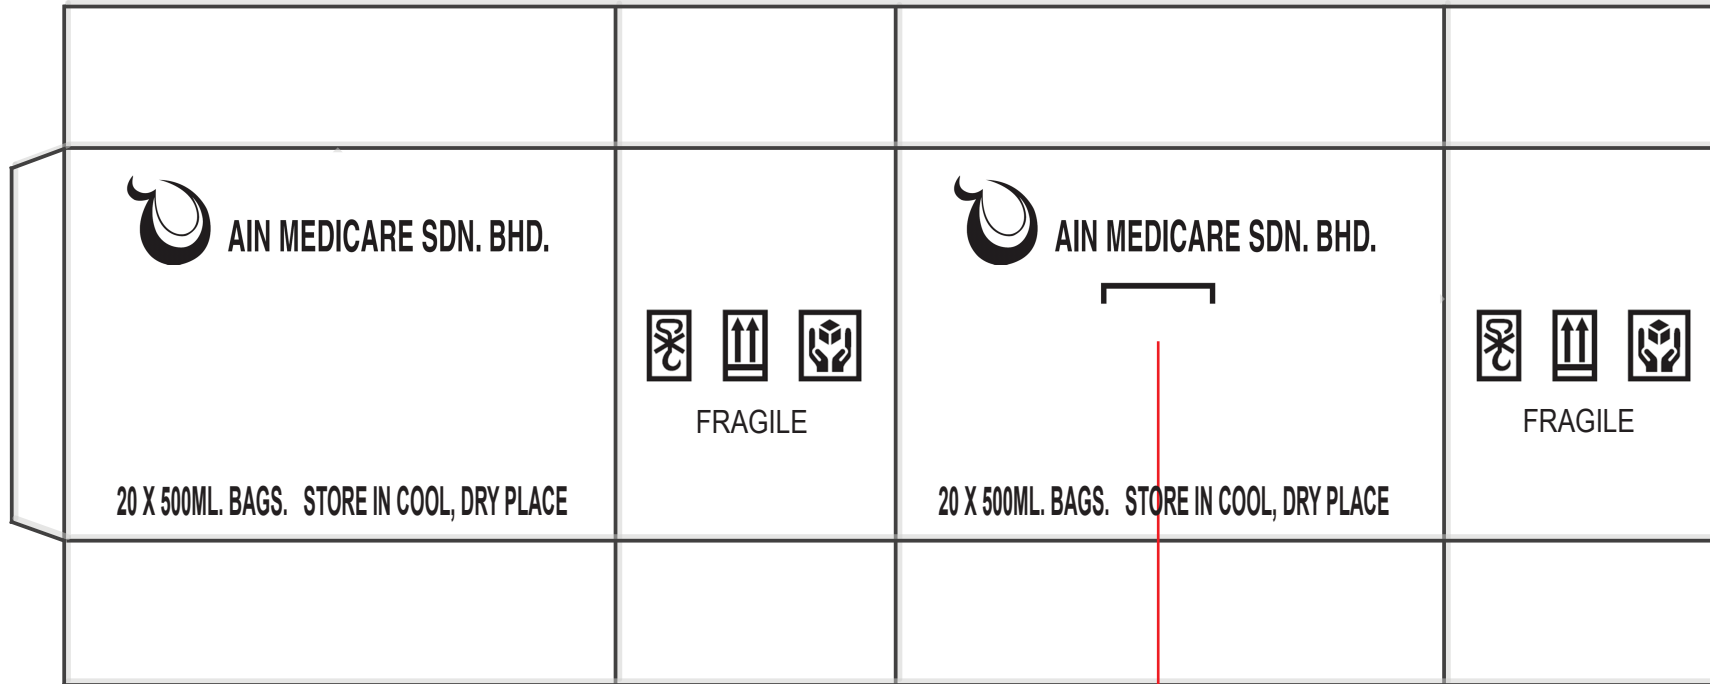 AIN MEDICARE SDN. BHD.
20 X 500ML. BAGS. STORE IN COOL, DRY PLACE
FRAGILE
AIN MEDICARE SDN. BHD.
20 X 500ML. BAGS. STORE IN COOL, DRY PLACE
FRAGILE